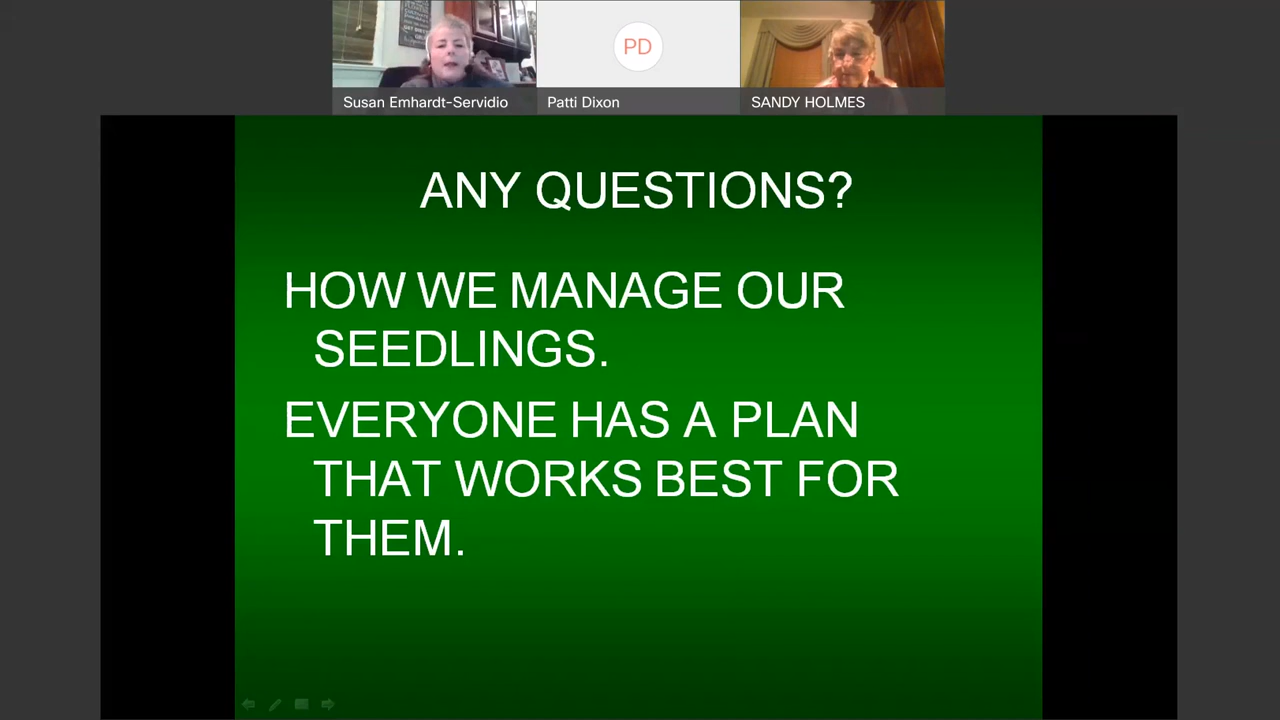 PD
Susan Emhardt-Servidio
Patti Dixon
SANDY HOLMES
ANY QUESTIONS?
HOW WE MANAGE OUR
SEEDLINGS.
EVERYONE HAS A PLAN
THAT WORKS BEST FOR
THEM.